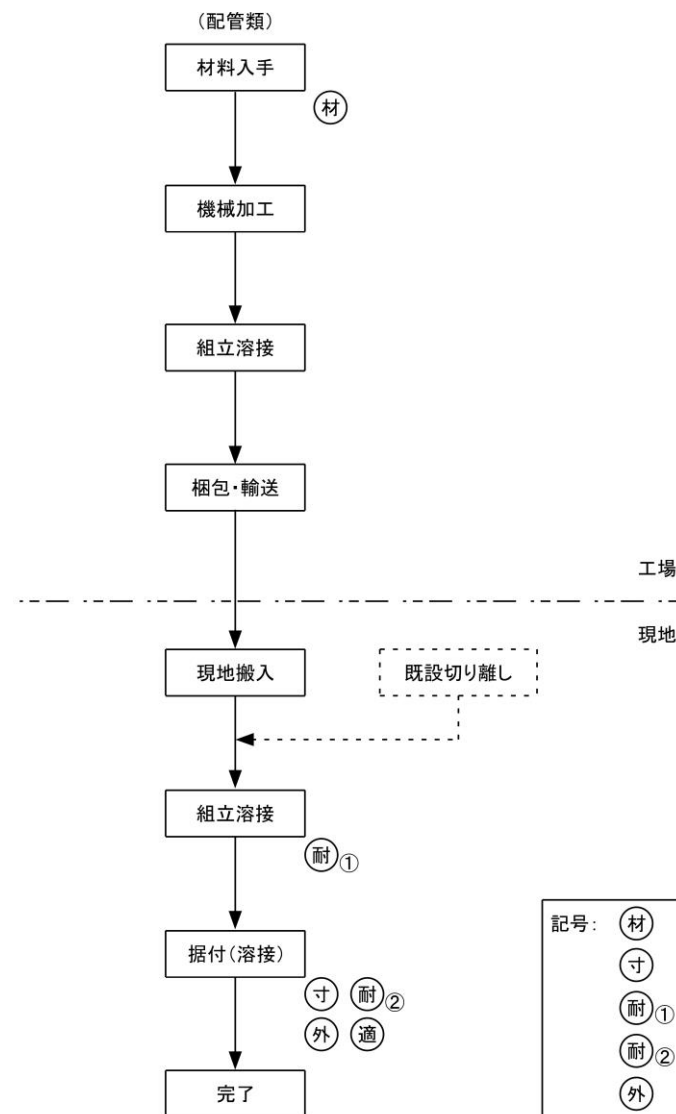 (配管類)
材料入手
材
機械加工
組立溶接
梱包・輸送
工場
現地
現地搬入
既設切り離し
組立溶接
耐①
据付(溶接)
寸 耐②
外 適
完了
記号: 材
寸
耐①
耐②
外